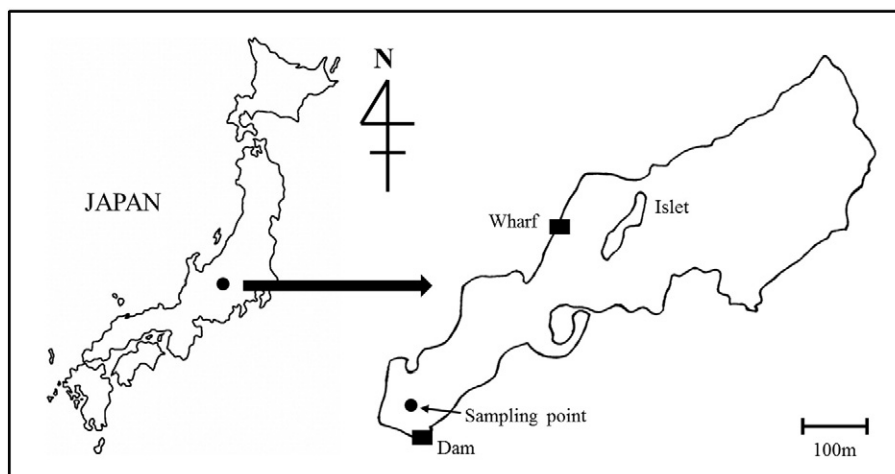 N
JAPAN
Wharf
Islet
Sampling point
Dam
100m